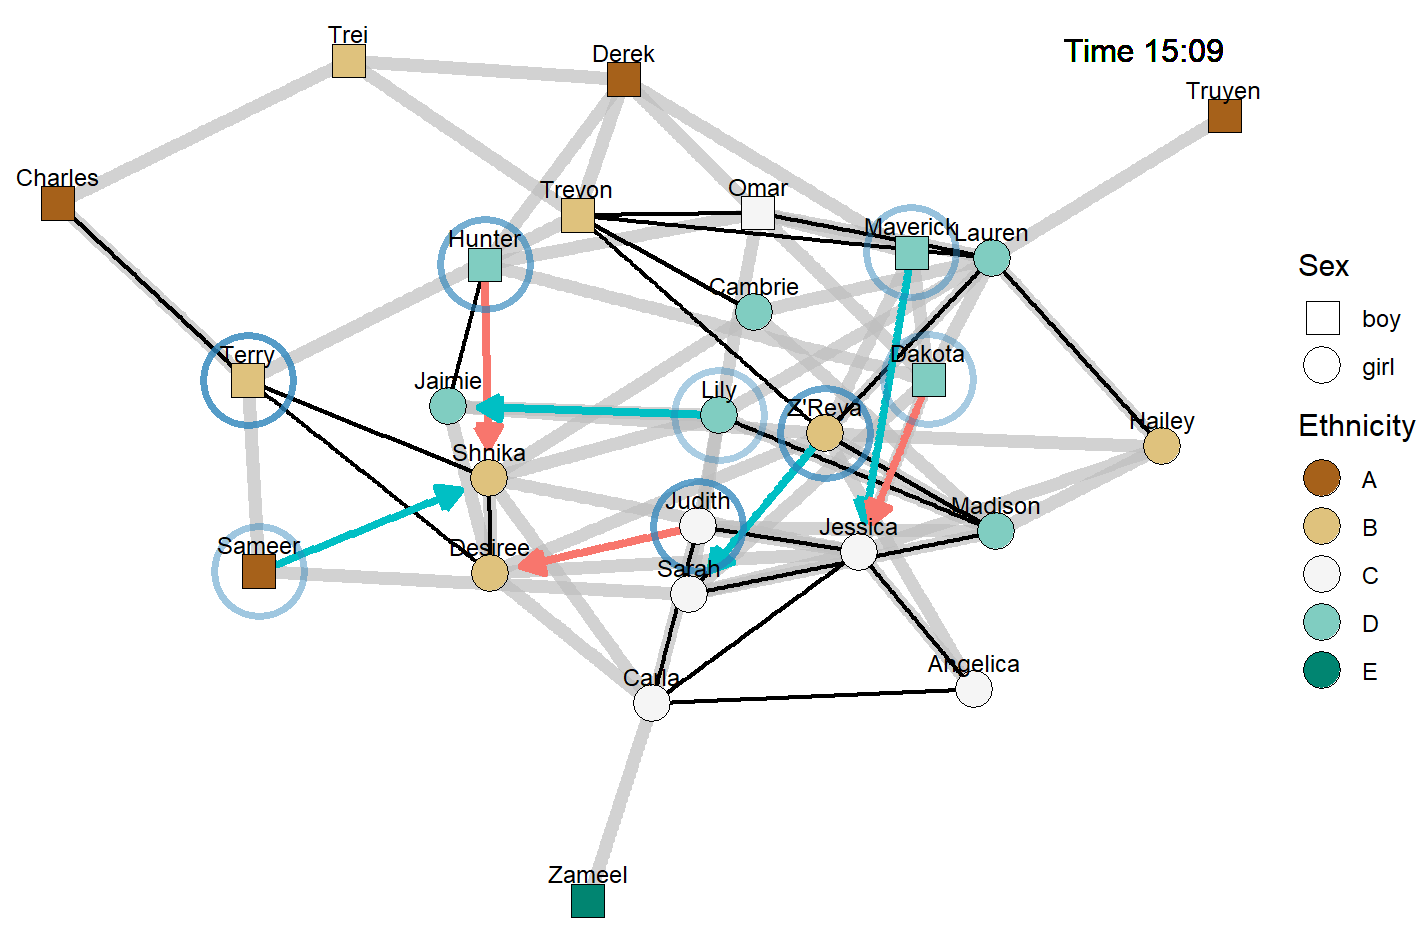 Trei
Derek
Time 15:09
Truyen
Charles
Trevon
Omar
Maverick
Lauren
Hunter
Cambrie
Terry
Jaimie
Lily
Dakota
Z'Reya
Hailey
Shnika
Judith
Madison
Jessica
Sameer
Desiree
Sarah
Carla
Angelica
Zameel
Sex
boy
girl
Ethnicity
A
B
C
D
E